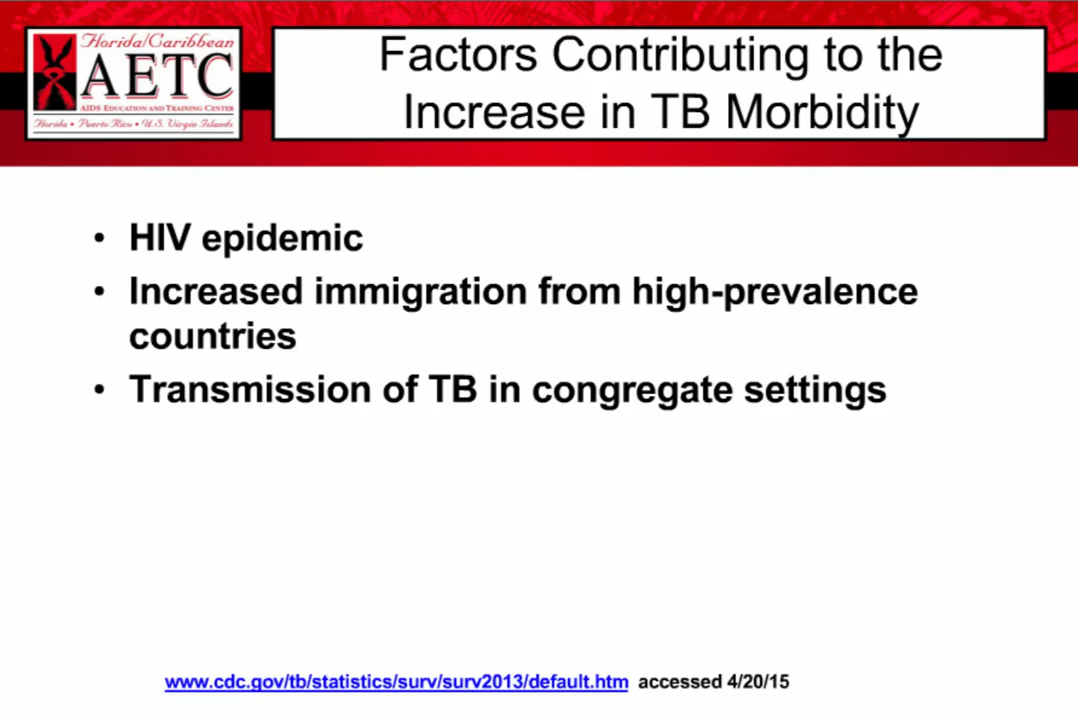 Florida/Caribbean
AETC
AIDS EDUCATION AND TRAINING CENTER
Florida • Puerto Rico • U.S. Virgin Islands
Factors Contributing to the
Increase in TB Morbidity
• HIV epidemic
• Increased immigration from high-prevalence
countries
• Transmission of TB in congregate settings
www.cdc.gov/tb/statistics/surv/surv2013/default.htm accessed 4/20/15